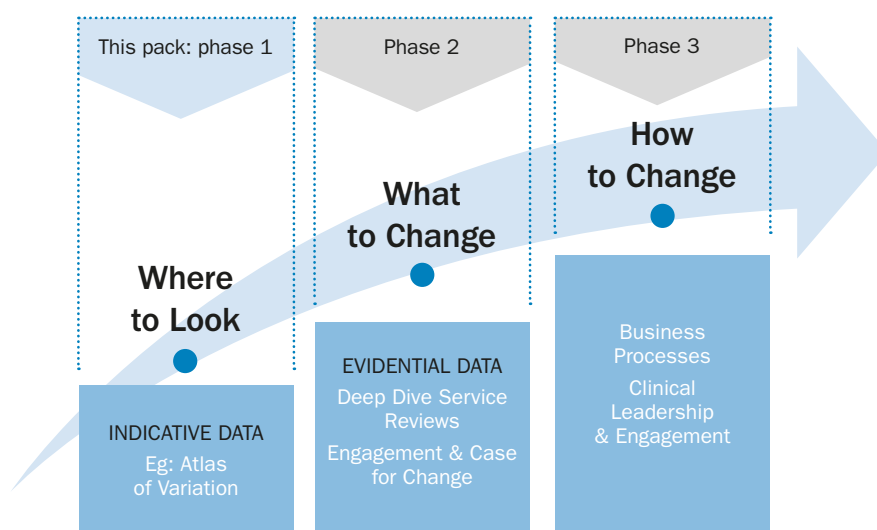 This pack: phase 1
Phase 2
Phase 3
Where
to Look
What
to Change
How
to Change
INDICATIVE DATA
Eg: Atlas
of Variation
EVIDENTIAL DATA
Deep Dive Service
Reviews
Engagement & Case
for Change
Business
Processes
Clinical
Leadership
& Engagement